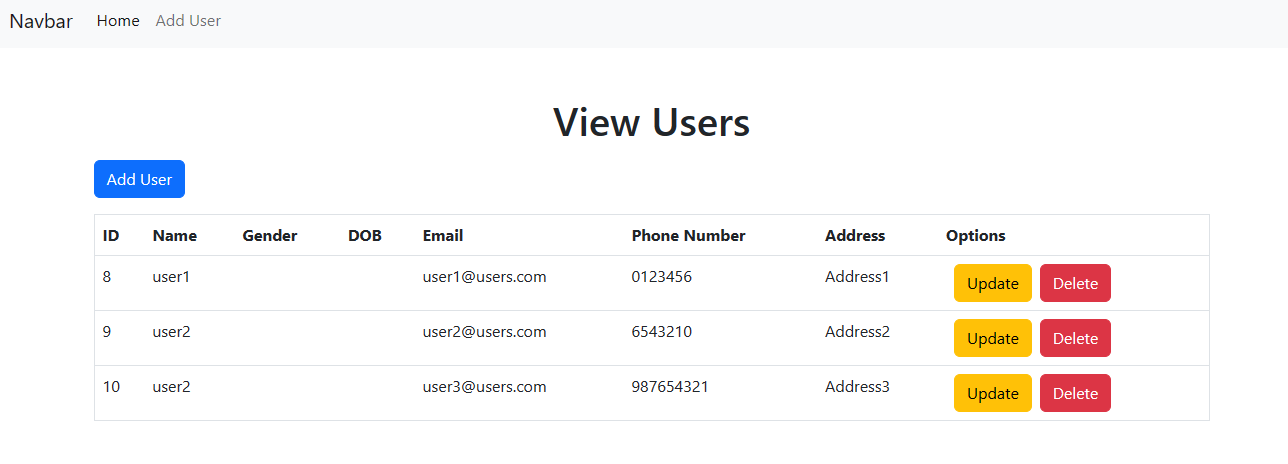 Navbar Home Add User
View Users
Add User
ID Name Gender DOB Email Phone Number Address Options
8 user1 user1@users.com 0123456 Address1 Update Delete
9 user2 user2@users.com 6543210 Address2 Update Delete
10 user2 user3@users.com 987654321 Address3 Update Delete